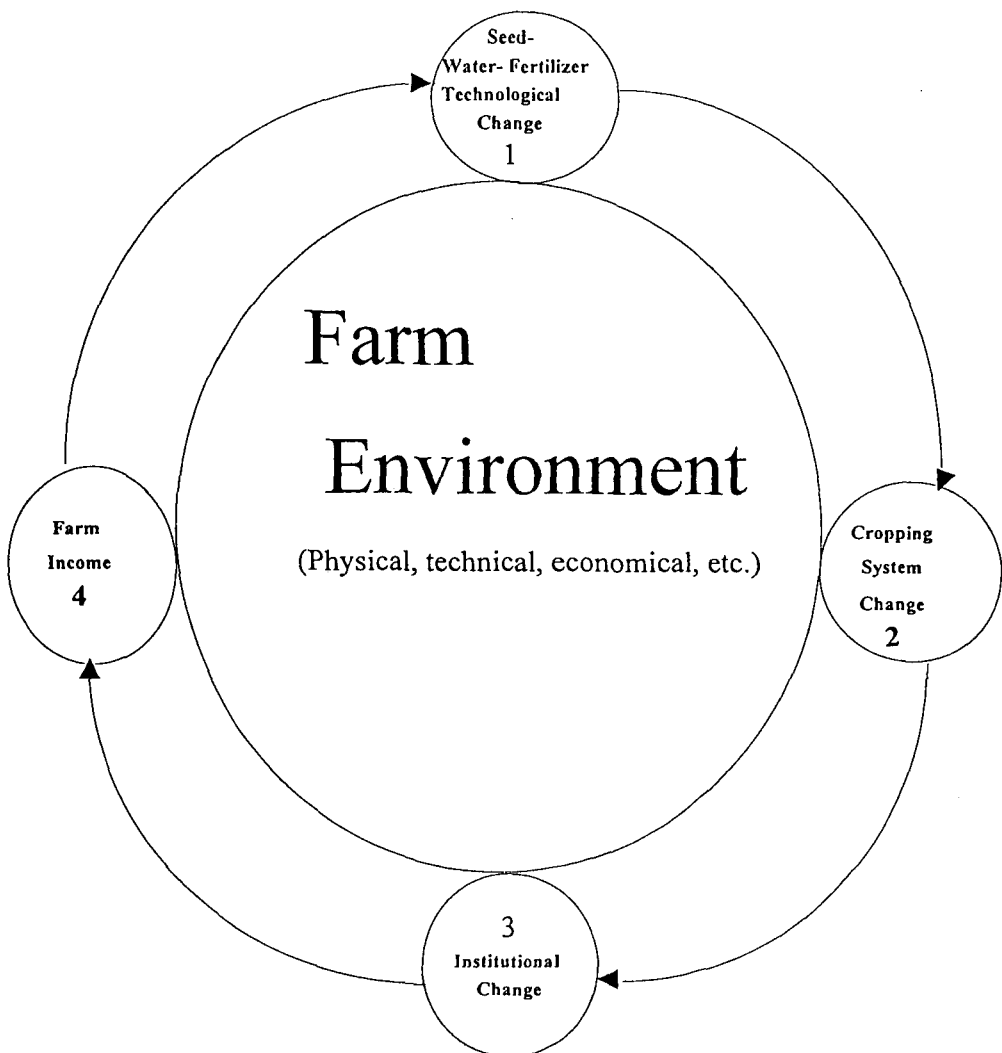 Seed-
Water- Fertilizer
Technological
Change
1
Farm
Environment
(Physical, technical, economical, etc.)
Farm
Income
4
Cropping
System
Change
2
3
Institutional
Change